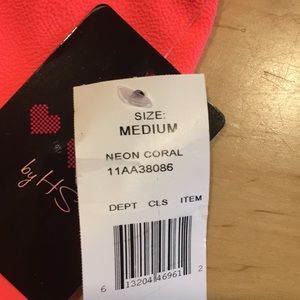 SIZE:
MEDIUM
NEON CORAL
11AA38086
DEPT CLS ITEM
6 13204 46961 2
by HS